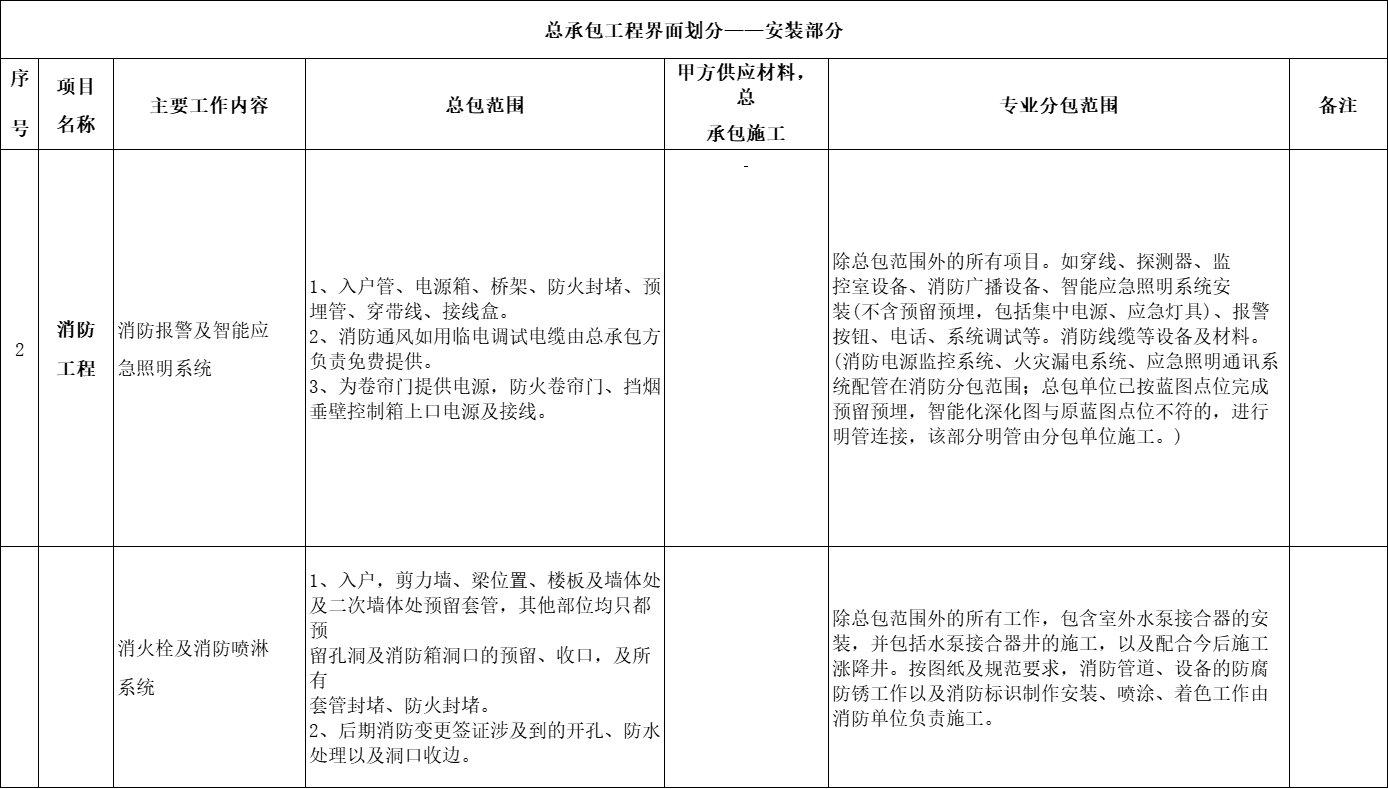 总承包工程界面划分——安装部分
序
号
项目
名称
主要工作内容
总包范围
甲方供应材料，
总
承包施工
专业分包范围
备注
2
消防
工程
消防报警及智能应
急照明系统
1、入户管、电源箱、桥架、防火封堵、预
埋管、穿带线、接线盒。
2、消防通风如用临电调试电缆由总承包方
负责免费提供。
3、为卷帘门提供电源，防火卷帘门、挡烟
垂壁控制箱上口电源及接线。
-
除总包范围外的所有项目。如穿线、探测器、监
控室设备、消防广播设备、智能应急照明系统安
装(不含预留预埋，包括集中电源、应急灯具)、报警
按钮、电话、系统调试等。消防线缆等设备及材料。
(消防电源监控系统、火灾漏电系统、应急照明通讯系
统配管在消防分包范围；总包单位已按蓝图点位完成
预留预埋，智能化深化图与原蓝图点位不符的，进行
明管连接，该部分明管由分包单位施工。)
消火栓及消防喷淋
系统
1、入户，剪力墙、梁位置、楼板及墙体处
及二次墙体处预留套管，其他部位均只都
预
留孔洞及消防箱洞口的预留、收口，及所
有
套管封堵、防火封堵。
2、后期消防变更签证涉及到的开孔、防水
处理以及洞口收边。
除总包范围外的所有工作，包含室外水泵接合器的安
装，并包括水泵接合器井的施工，以及配合今后施工
涨降井。按图纸及规范要求，消防管道、设备的防腐
防锈工作以及消防标识制作安装、喷涂、着色工作由
消防单位负责施工。